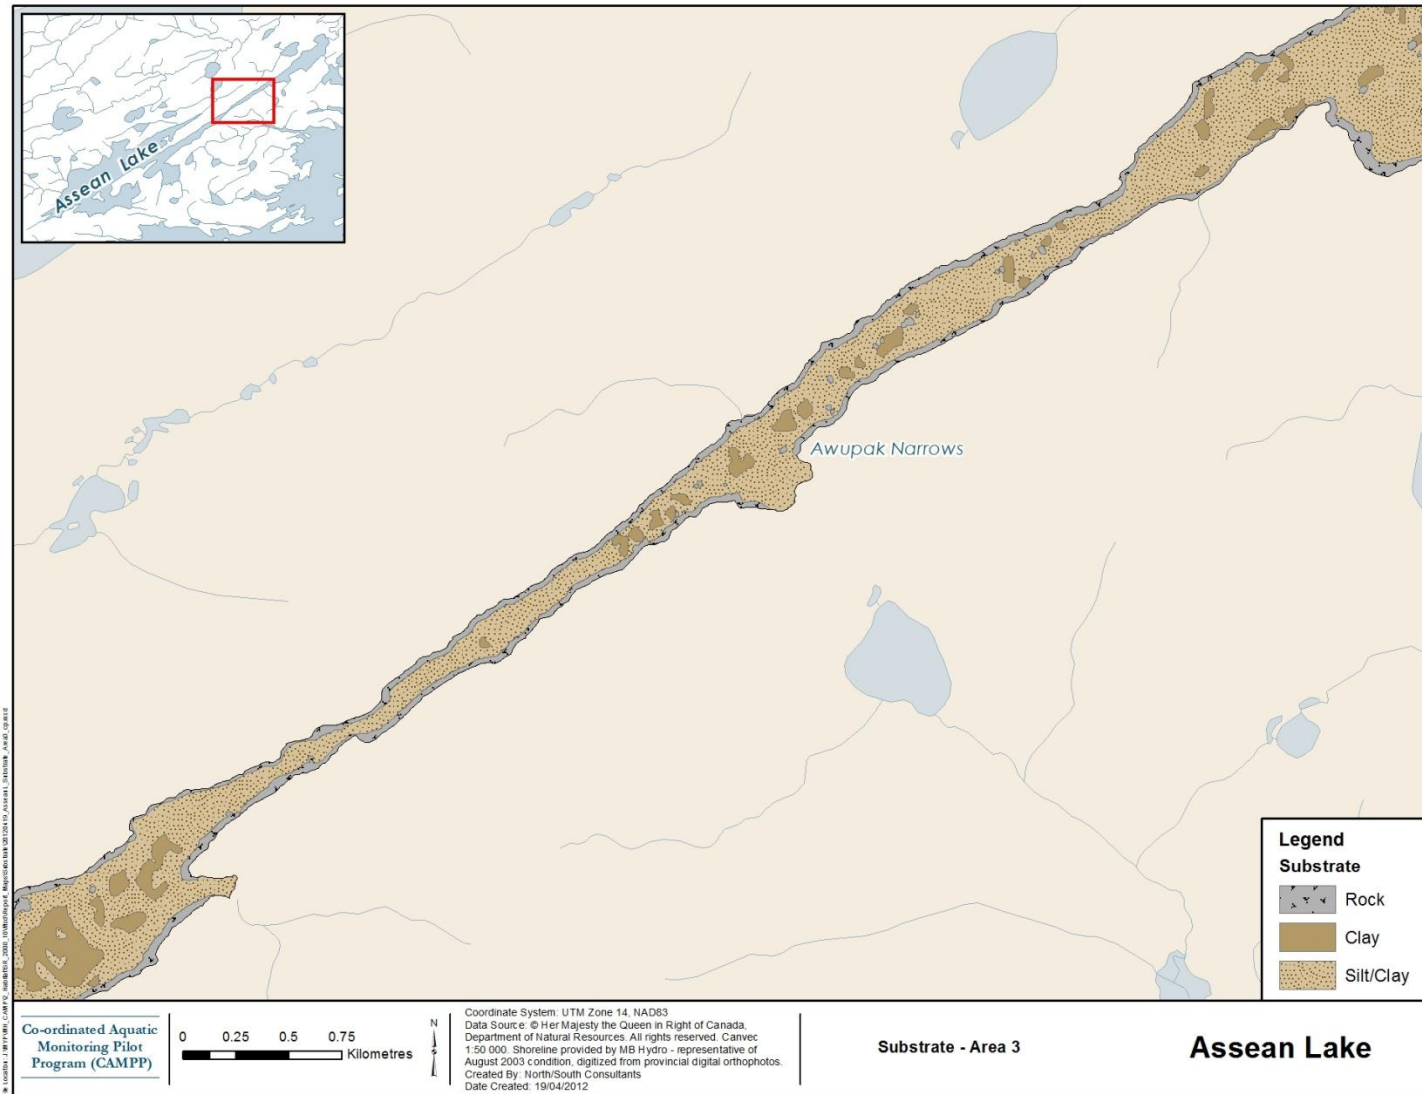 Assean Lake
Awupak Narrows
Legend
Substrate
Rock
Clay
Silt/Clay
Co-ordinated Aquatic
Monitoring Pilot
Program (CAMPP)
0 0.25 0.5 0.75
Kilometres
N
Coordinate System: UTM Zone 14, NAD83
Data Source: © Her Majesty the Queen in Right of Canada,
Department of Natural Resources. All rights reserved. Canvec
1:50 000. Shoreline provided by MB Hydro - representative of
August 2003 condition, digitized from provincial digital orthophotos.
Created By: North/South Consultants
Date Created: 19/04/2012
Substrate - Area 3
Assean Lake